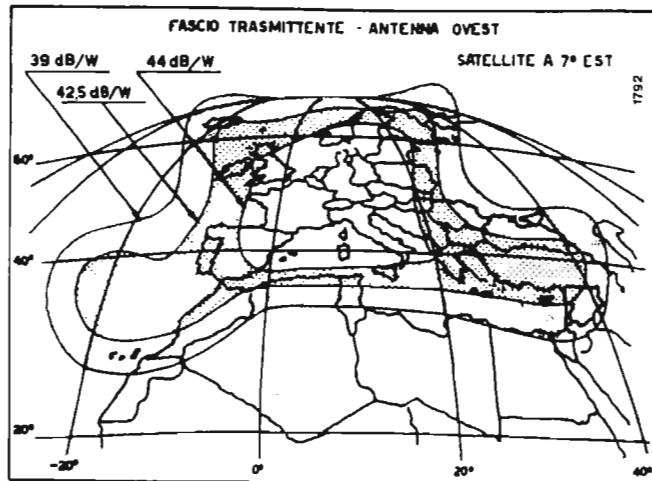 FASCIO TRASMITTENTE - ANTENNA OVEST
39 dB/W
44 dB/W
SATELLITE A 7° EST
42,5 dB/W
1792
60°
40°
20°
-20°
0°
20°
40°